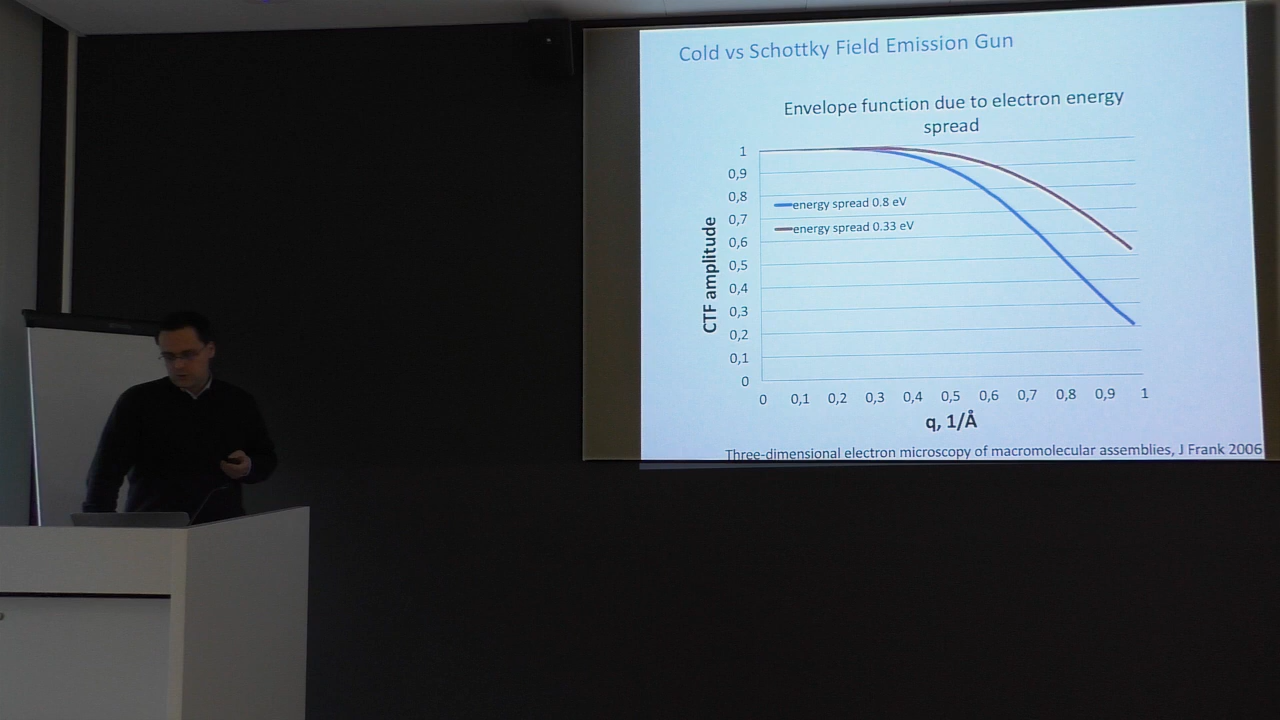 Cold vs Schottky Field Emission Gun
Envelope function due to electron energy
spread
1
0,9
0,8
0,7
0,6
0,5
0,4
0,3
0,2
0,1
0
CTF amplitude
energy spread 0.8 eV
energy spread 0.33 eV
0 0,1 0,2 0,3 0,4 0,5 0,6 0,7 0,8 0,9 1
q, 1/Å
Three-dimensional electron microscopy of macromolecular assemblies, J Frank 2006